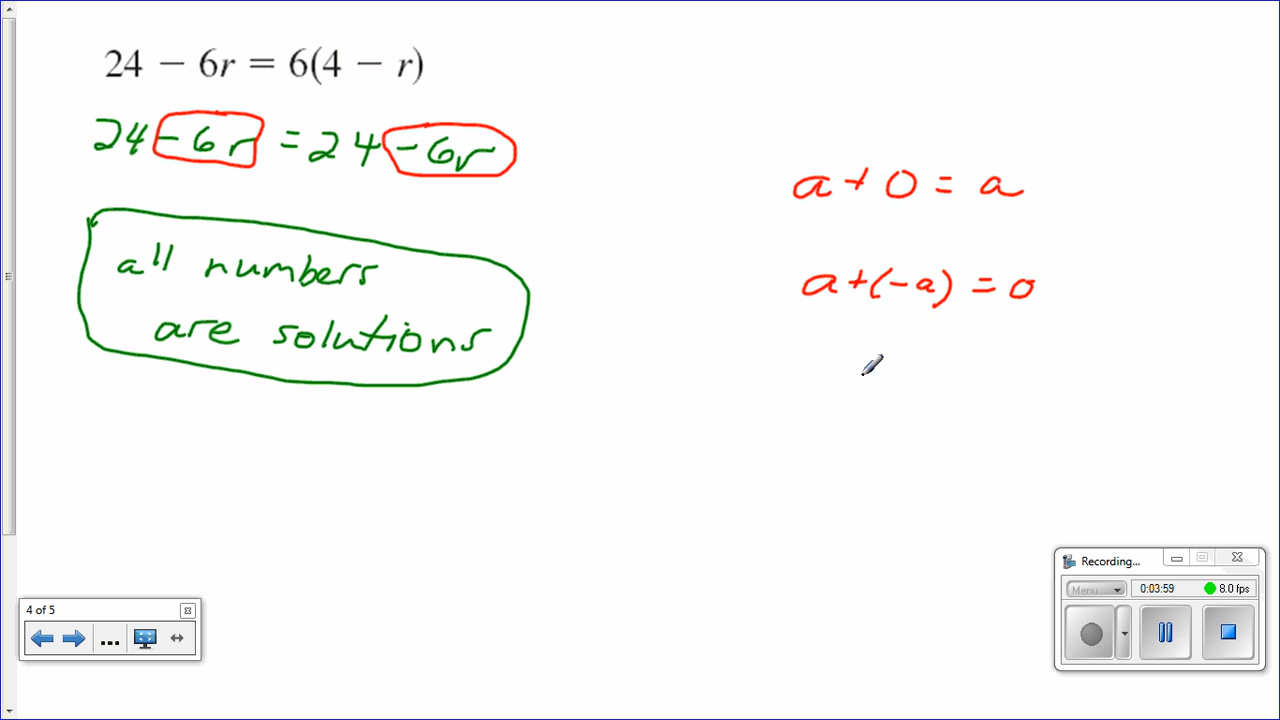 24 − 6r = 6(4 − r)
24 - 6r = 24 - 6r
all numbers
are solutions
a + 0 = a
a + (-a) = 0
4 of 5
...
Recording...
Menu
0:03:59
8.0 fps